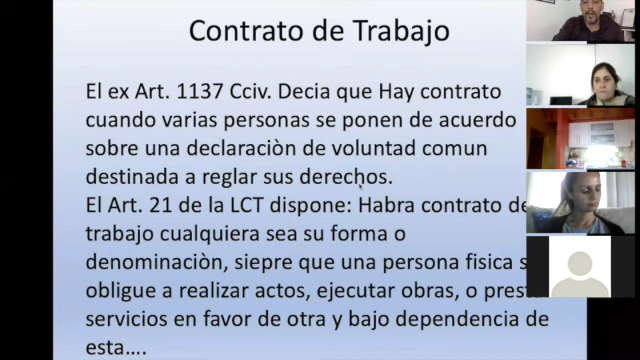 Contrato de Trabajo
El ex Art. 1137 Cciv. Decia que Hay contrato
cuando varias personas se ponen de acuerdo
sobre una declaraciòn de voluntad comun
destinada a reglar sus derechos.
El Art. 21 de la LCT dispone: Habra contrato de
trabajo cualquiera sea su forma o
denominaciòn, siepre que una persona fisica s
obligue a realizar actos, ejecutar obras, o prest
servicios en favor de otra y bajo dependencia de
esta….